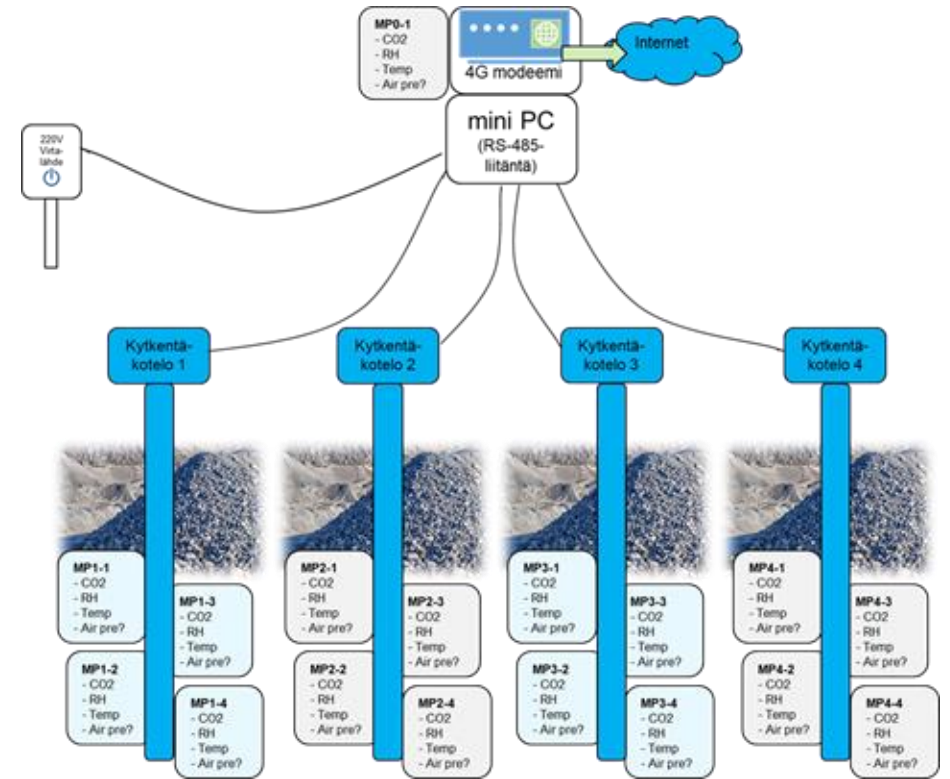 MP0-1
- CO2
- RH
- Temp
- Air pre?
4G modeemi
Internet
mini PC
(RS-485-
liitäntä)
220V
Virta-
lähde
Kytkentä-
kotelo 1
Kytkentä-
kotelo 2
Kytkentä-
kotelo 3
Kytkentä-
kotelo 4
MP1-1
- CO2
- RH
- Temp
- Air pre?
MP1-3
- CO2
- RH
- Temp
- Air pre?
MP1-2
- CO2
- RH
- Temp
- Air pre?
MP1-4
- CO2
- RH
- Temp
- Air pre?
MP2-1
- CO2
- RH
- Temp
- Air pre?
MP2-3
- CO2
- RH
- Temp
- Air pre?
MP2-2
- CO2
- RH
- Temp
- Air pre?
MP2-4
- CO2
- RH
- Temp
- Air pre?
MP3-1
- CO2
- RH
- Temp
- Air pre?
MP3-3
- CO2
- RH
- Temp
- Air pre?
MP3-2
- CO2
- RH
- Temp
- Air pre?
MP3-4
- CO2
- RH
- Temp
- Air pre?
MP4-1
- CO2
- RH
- Temp
- Air pre?
MP4-3
- CO2
- RH
- Temp
- Air pre?
MP4-2
- CO2
- RH
- Temp
- Air pre?
MP4-4
- CO2
- RH
- Temp
- Air pre?